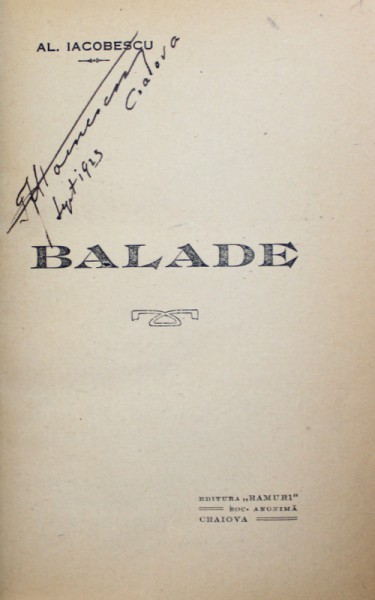 AL. IACOBESCU
Craiova
Sept 1923
BALADE
EDITURA „RAMURI"
SOC. ANONIMĂ
CRAIOVA